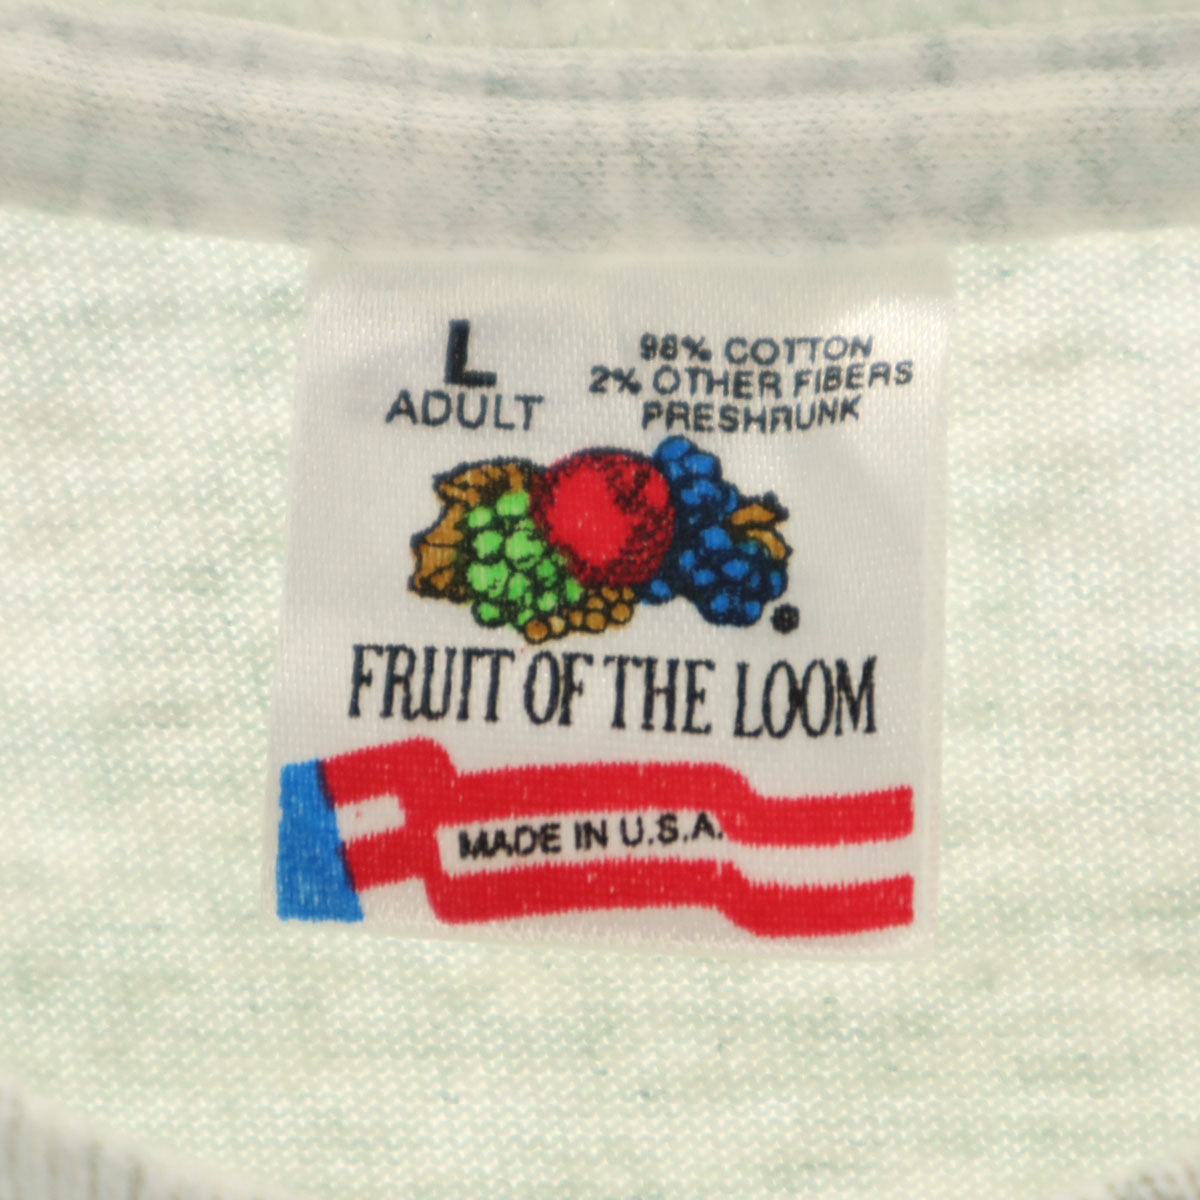 L
ADULT
98% COTTON
2% OTHER FIBERS
PRESHRUNK
®
FRUIT OF THE LOOM
MADE IN U.S.A.